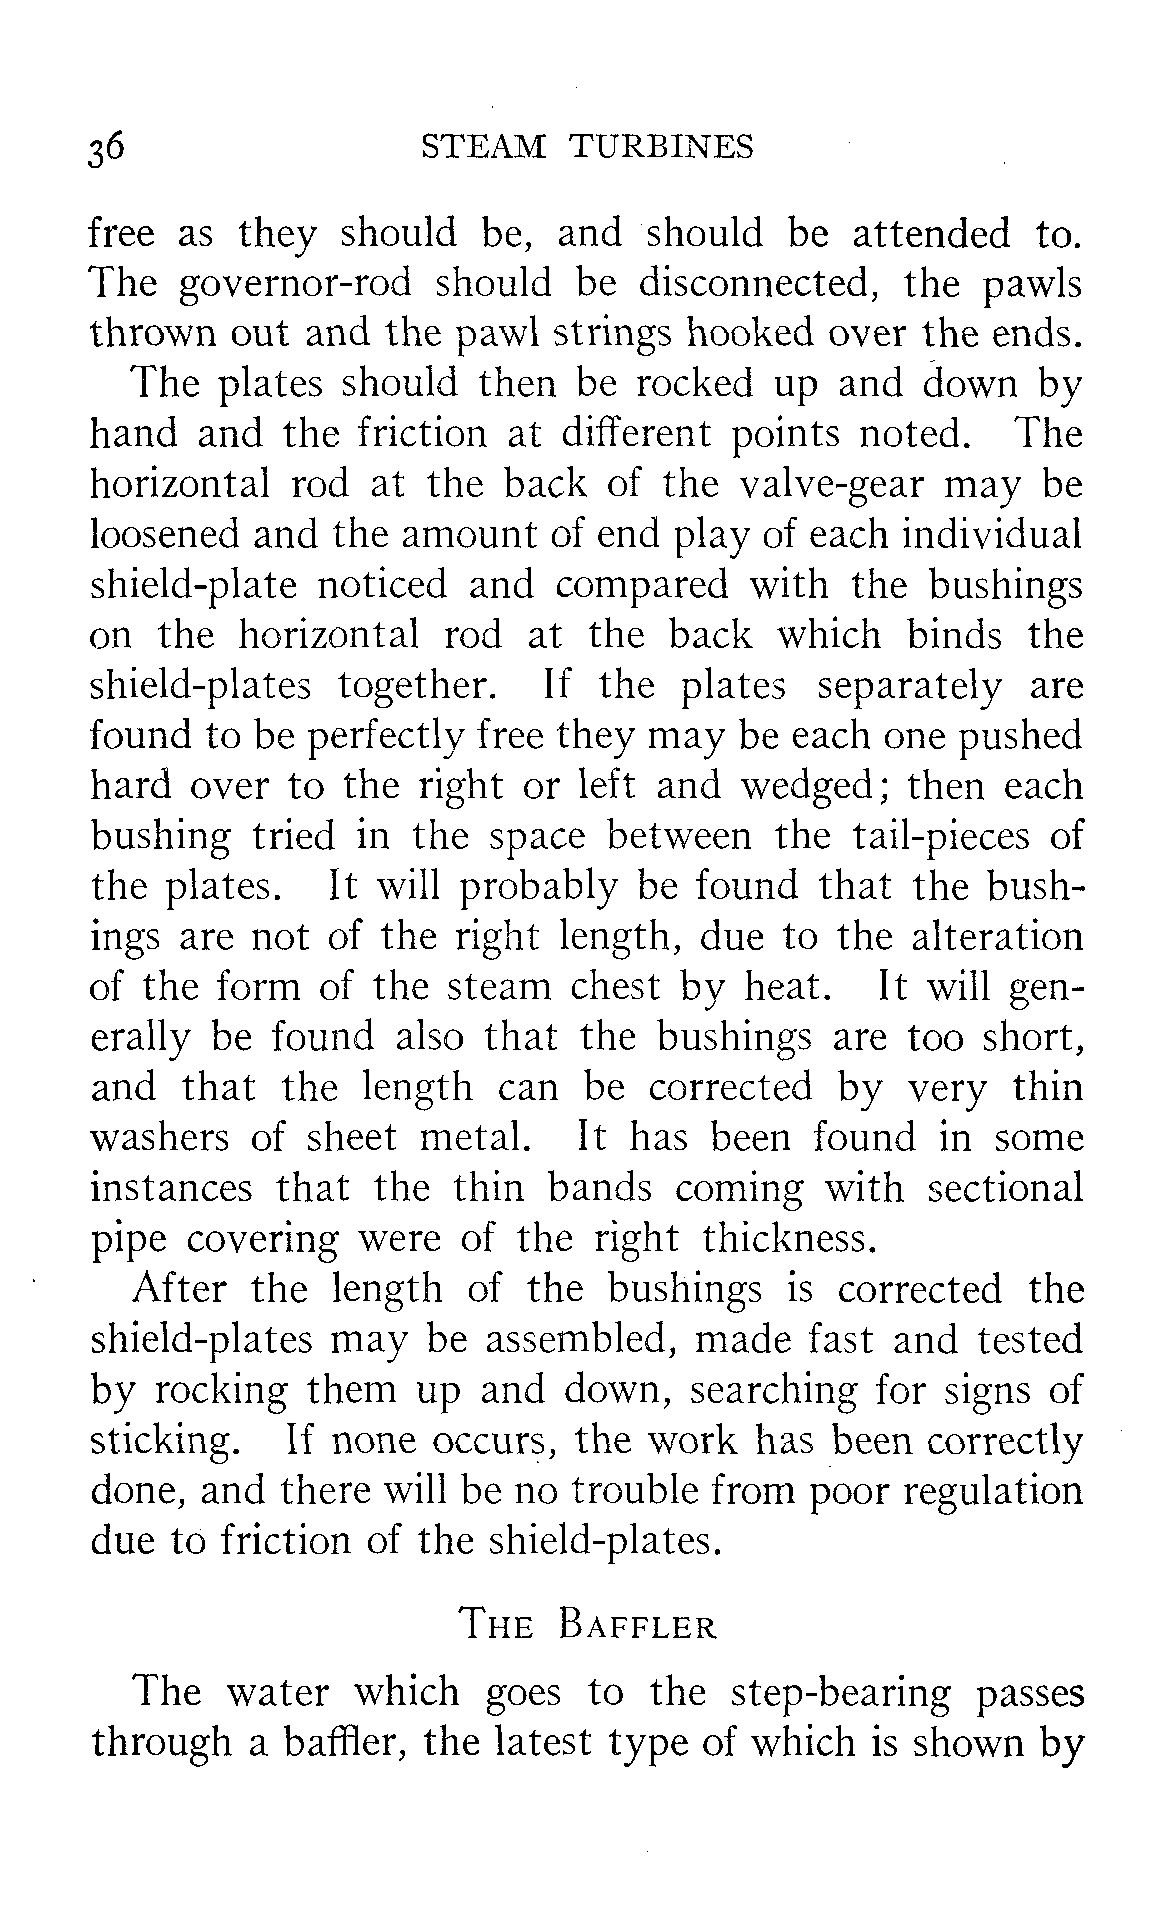 36 STEAM TURBINES
free as they should be, and should be attended to.
The governor-rod should be disconnected, the pawls
thrown out and the pawl strings hooked over the ends.
The plates should then be rocked up and down by
hand and the friction at different points noted. The
horizontal rod at the back of the valve-gear may be
loosened and the amount of end play of each individual
shield-plate noticed and compared with the bushings
on the horizontal rod at the back which binds the
shield-plates together. If the plates separately are
found to be perfectly free they may be each one pushed
hard over to the right or left and wedged; then each
bushing tried in the space between the tail-pieces of
the plates. It will probably be found that the bush-
ings are not of the right length, due to the alteration
of the form of the steam chest by heat. It will gen-
erally be found also that the bushings are too short,
and that the length can be corrected by very thin
washers of sheet metal. It has been found in some
instances that the thin bands coming with sectional
pipe covering were of the right thickness.
After the length of the bushings is corrected the
shield-plates may be assembled, made fast and tested
by rocking them up and down, searching for signs of
sticking. If none occurs, the work has been correctly
done, and there will be no trouble from poor regulation
due to friction of the shield-plates.
The Baffler
The water which goes to the step-bearing passes
through a baffler, the latest type of which is shown by